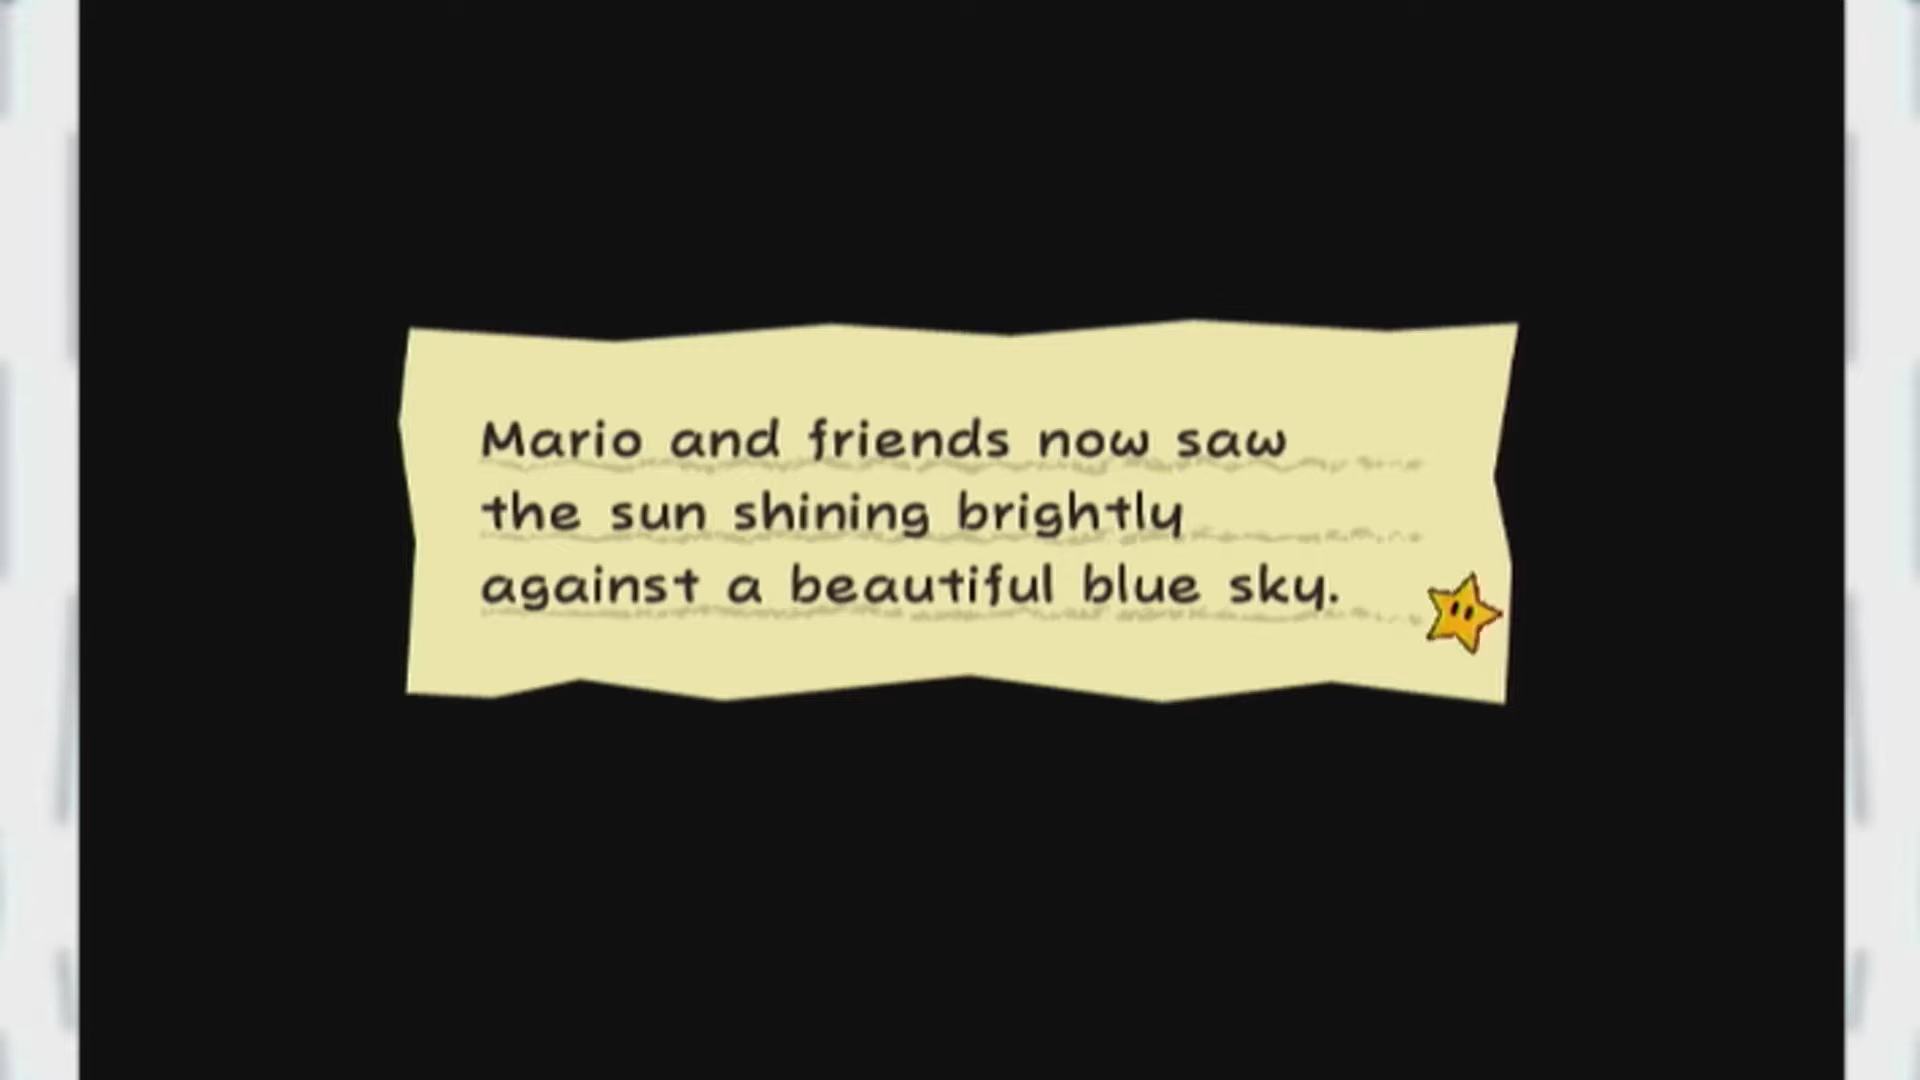 Mario and friends now saw
the sun shining brightly
against a beautiful blue sky.